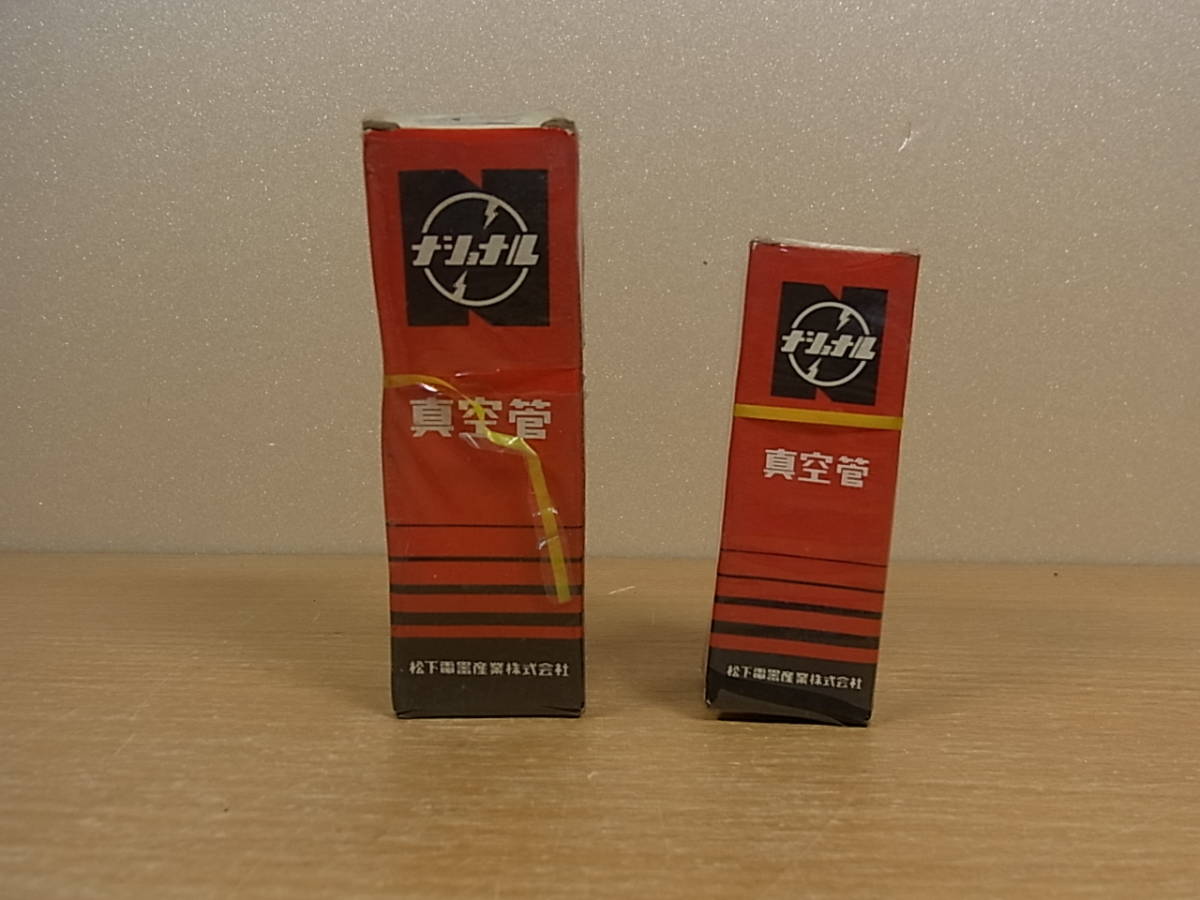 ナショナル
真空管
松下電器産業株式会社
ナショナル
真空管
松下電器産業株式会社